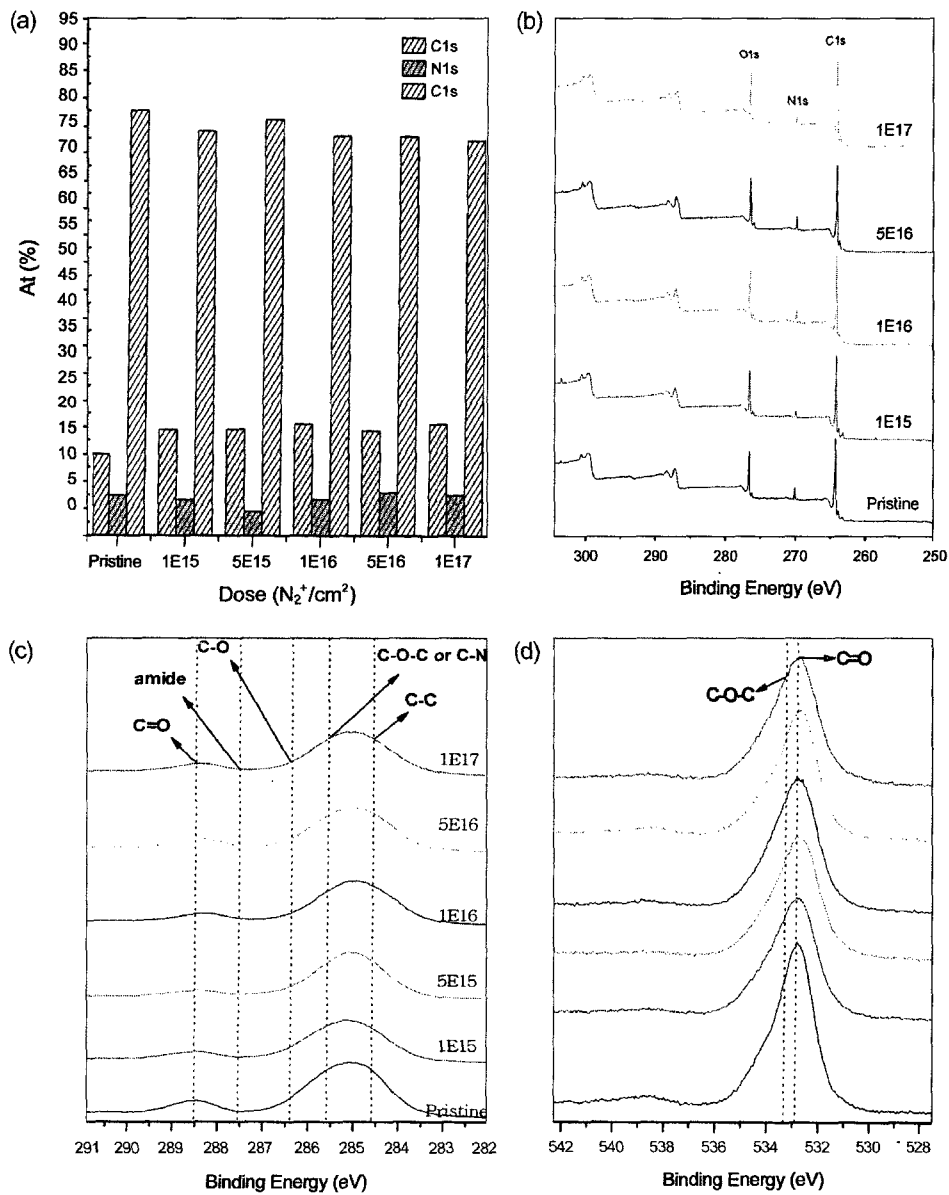 (a)
95
90
85
80
75
70
65
60
55
50
45
40
35
30
25
20
15
10
5
0
At (%)
C1s
N1s
C1s
Pristine 1E15 5E15 1E16 5E16 1E17
Dose (N₂⁺/cm²)
(b)
O1s
N1s
C1s
1E17
5E16
1E16
1E15
Pristine
300 290 280 270 260 250
Binding Energy (eV)
(c)
C-O
C-O-C or C-N
amide
C-C
C=O
1E17
5E16
1E16
5E15
1E15
Pristine
291 290 289 288 287 286 285 284 283 282
Binding Energy (eV)
(d)
C=O
C-O-C
542 540 538 536 534 532 530 528
Binding Energy (eV)